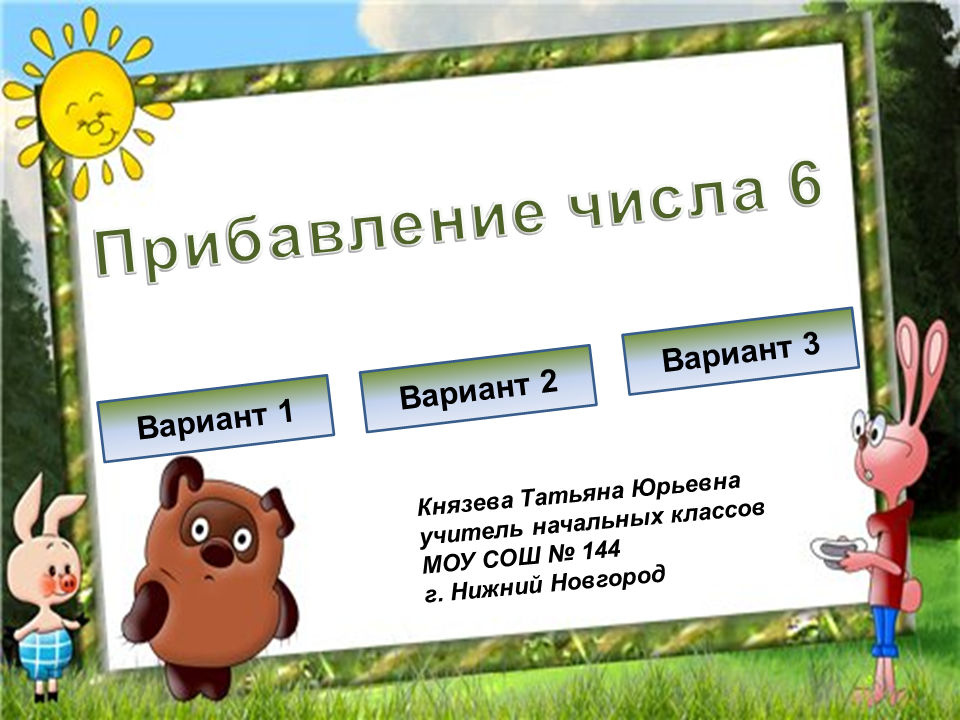 Прибавление числа 6
Вариант 1
Вариант 2
Вариант 3
Князева Татьяна Юрьевна
учитель начальных классов
МОУ СОШ № 144
г. Нижний Новгород